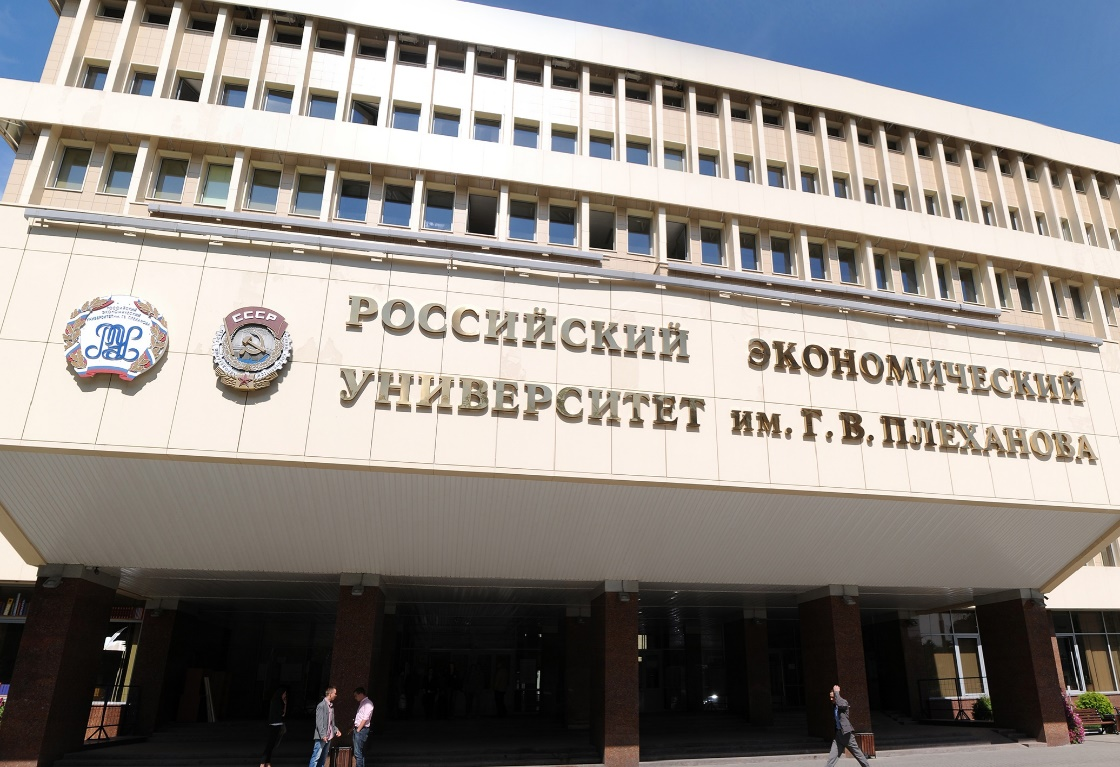 РОССИЙСКИЙ ЭКОНОМИЧЕСКИЙ
УНИВЕРСИТЕТ им. Г. В. ПЛЕХАНОВА
СССР